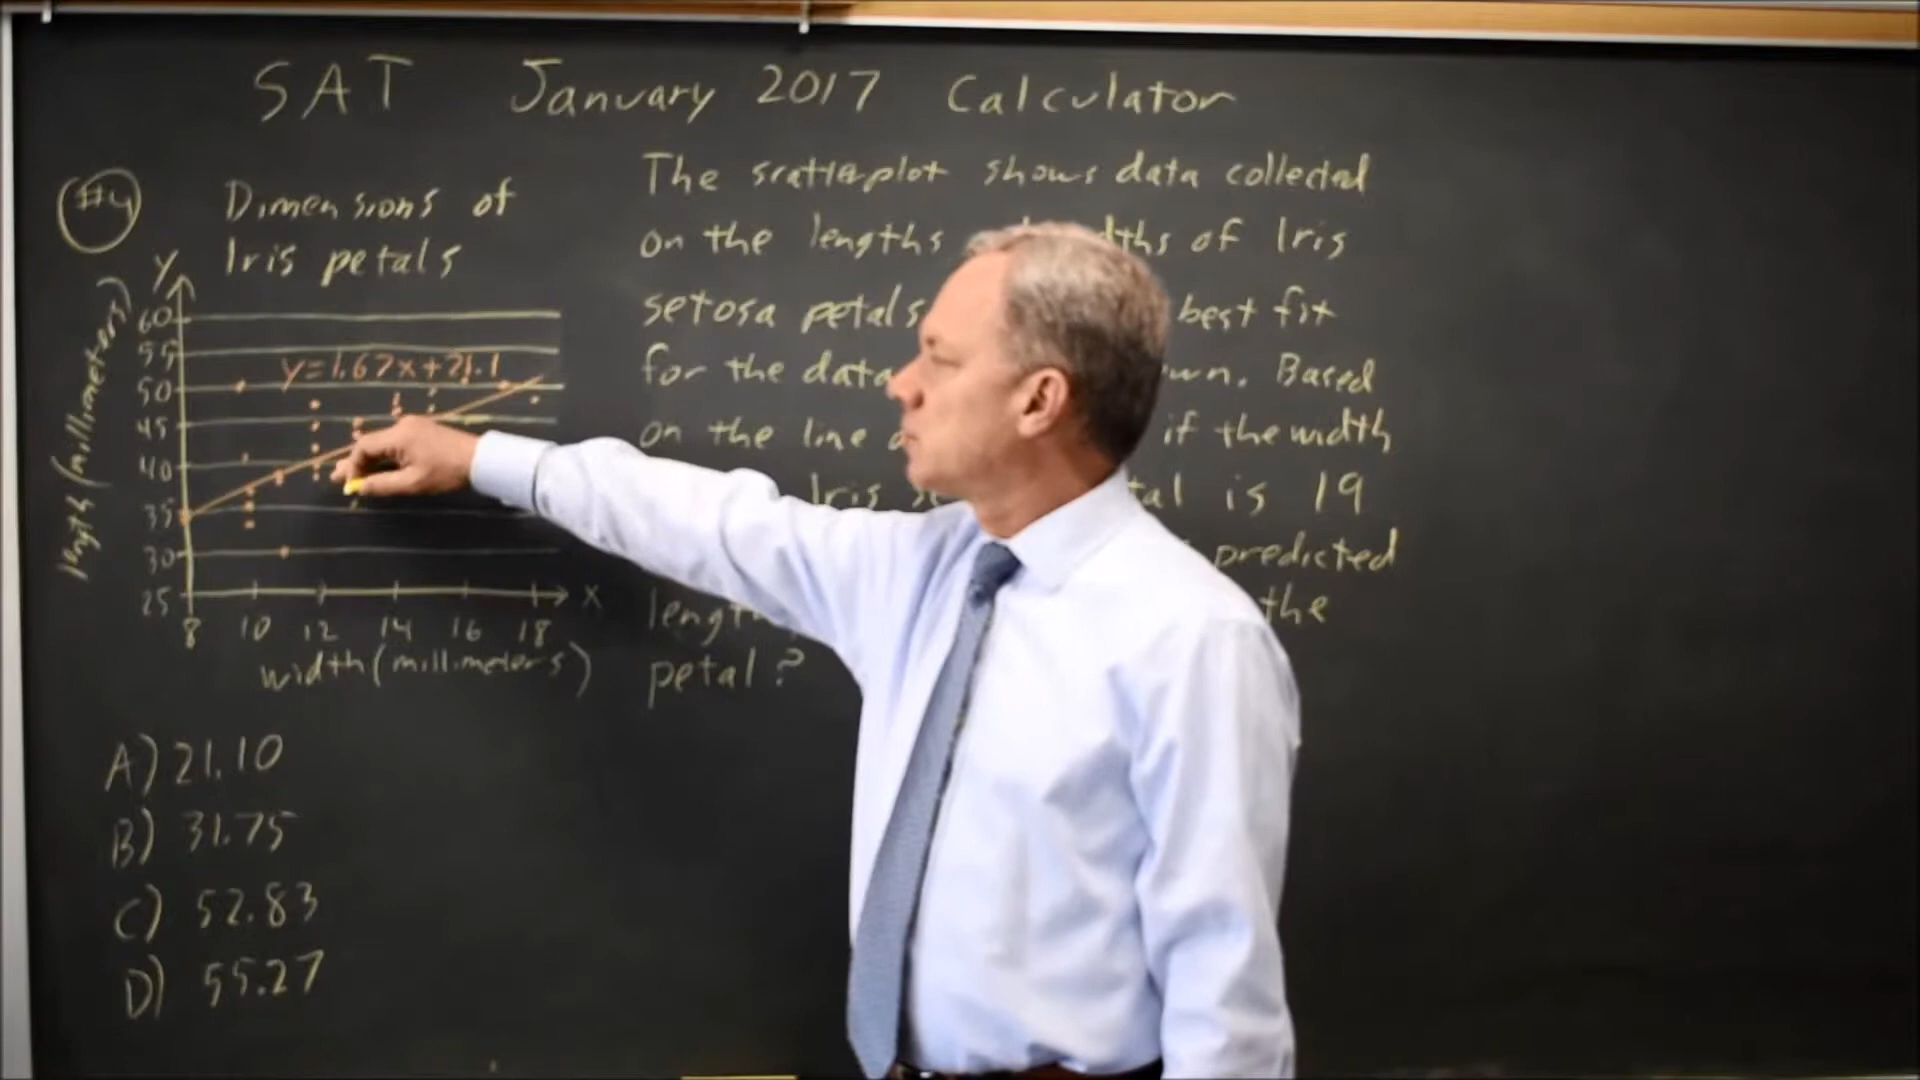 SAT January 2017 Calculator
#4
Dimensions of
Iris petals
y
length (millimeters)
60
55
50
45
40
35
30
25
y=1.67x+21.1
8 10 12 14 16 18
x
width (millimeters)
The scatterplot shows data collected
on the lengths of Iris
setosa petals best fit
for the data Based
on the line if the width
Iris is 19
predicted
the
petal?
A) 21.10
B) 31.75
C) 52.83
D) 55.27